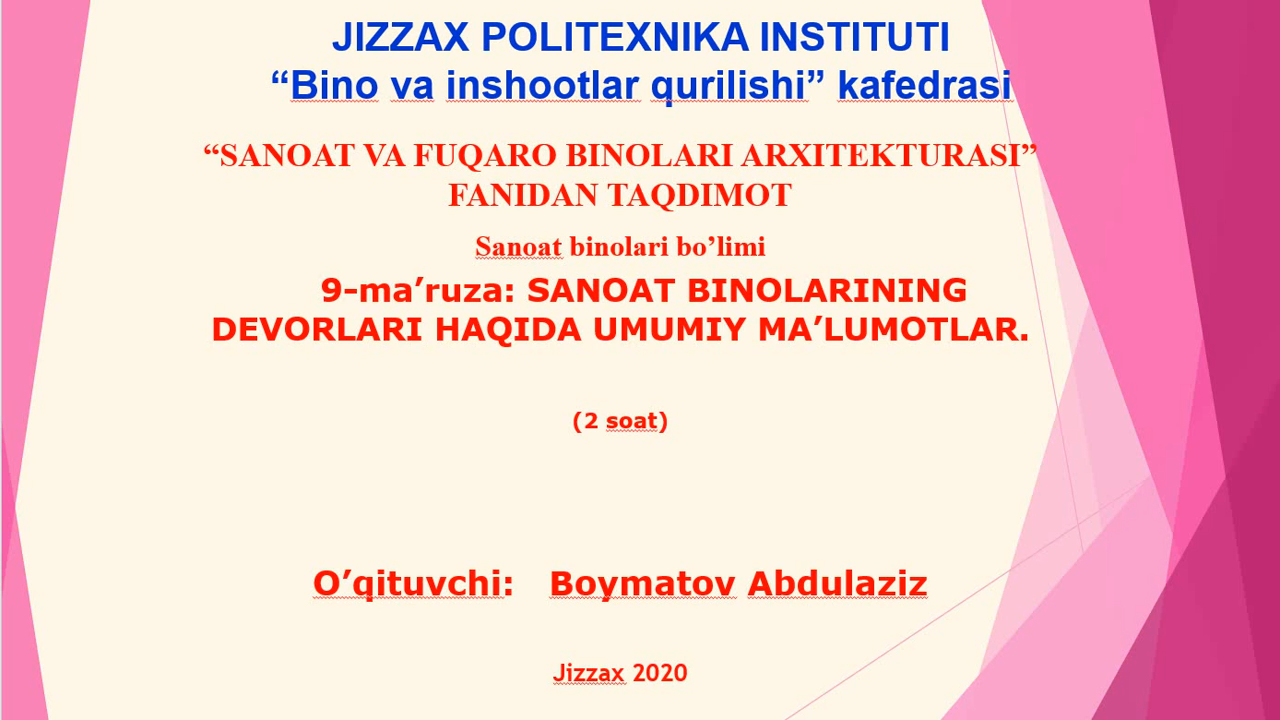 JIZZAX POLITEXNIKA INSTITUTI
“Bino va inshootlar qurilishi” kafedrasi
“SANOAT VA FUQARO BINOLARI ARXITEKTURASI”
FANIDAN TAQDIMOT
Sanoat binolari bo’limi
9-ma’ruza: SANOAT BINOLARINING
DEVORLARI HAQIDA UMUMIY MA’LUMOTLAR.
(2 soat)
O’qituvchi: Boymatov Abdulaziz
Jizzax 2020